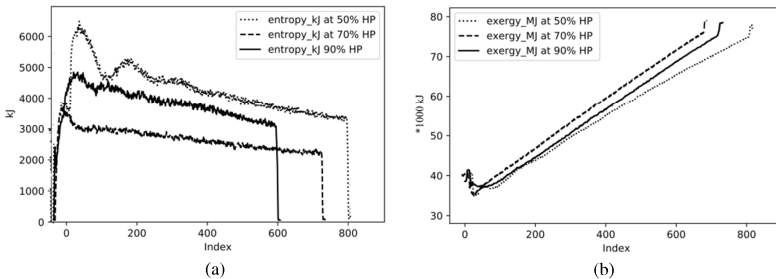 entropy_kJ at 50% HP
entropy_kJ at 70% HP
entropy_kJ 90% HP
6000
5000
4000
3000
2000
1000
0
kJ
0 200 400 600 800
Index
(a)
exergy_MJ at 50% HP
exergy_MJ at 70% HP
exergy_MJ 90% HP
80
70
60
50
40
30
*1000 kJ
0 200 400 600 800
Index
(b)